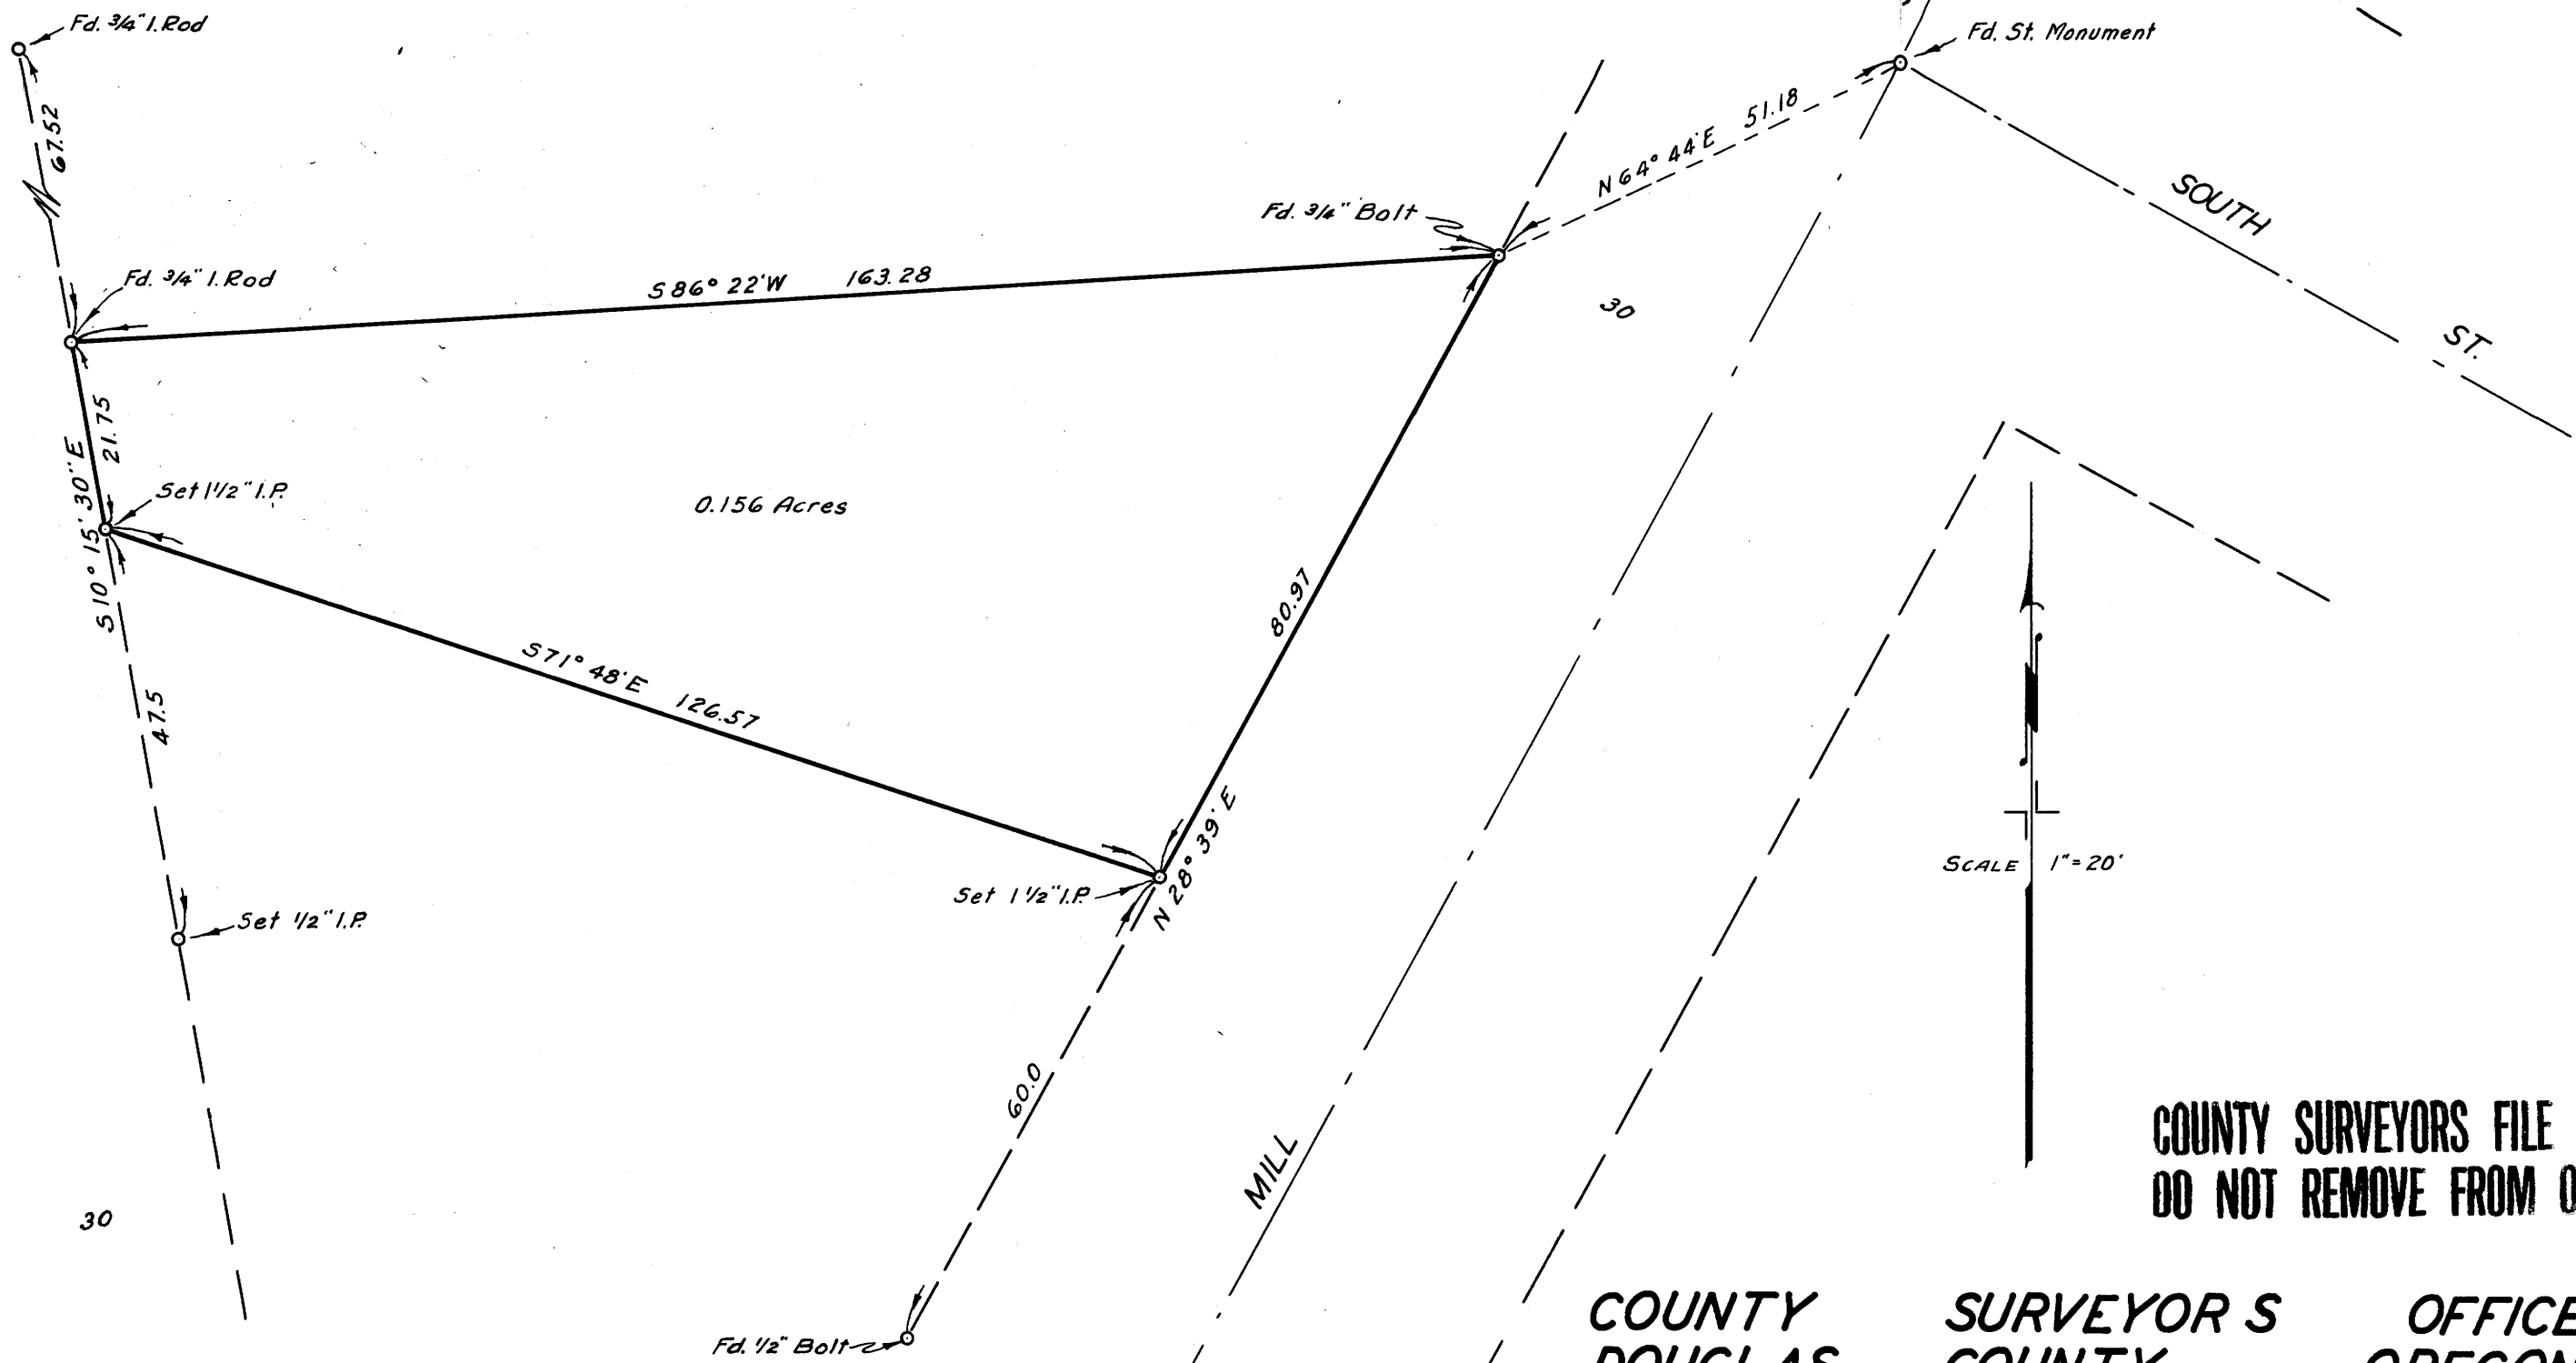 Fd. 3/4" I. Rod
Fd. St. Monument
67.52
N 64° 44' E 51.18
SOUTH
ST.
Fd. 3/4" Bolt
Fd. 3/4" I. Rod
S 86° 22' W 163.28
30
21.75
S 10° 15' 30" E
Set 1 1/2" I.P.
0.156 Acres
80.97
S 71° 48' E 126.57
47.5
N 28° 39' E
Set 1 1/2" I.P.
SCALE 1"=20'
Set 1/2" I.P.
60.0
MILL
COUNTY SURVEYORS FILE
DO NOT REMOVE FROM O
30
COUNTY SURVEYORS OFFICE
Fd. 1/2" Bolt
DOUGLAS COUNTY OREGON